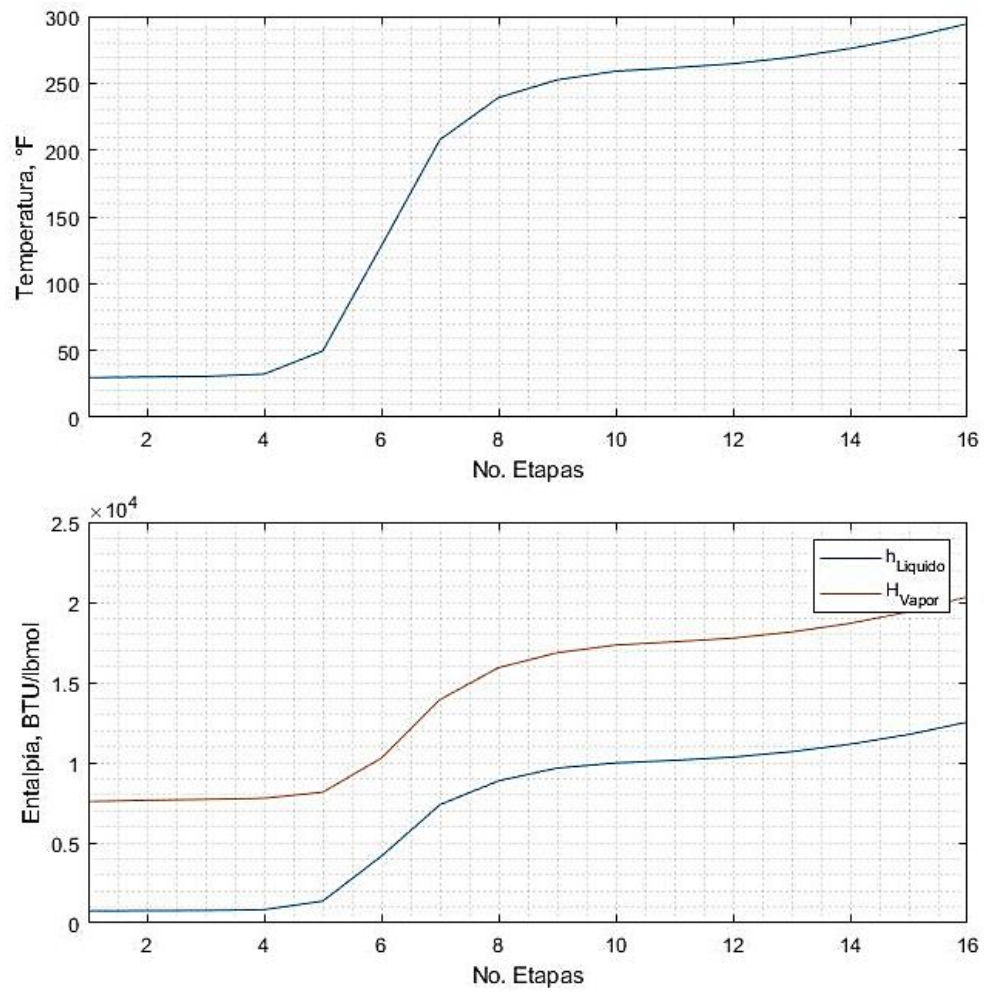 300
250
200
150
100
50
0
Temperatura, °F
2 4 6 8 10 12 14 16
No. Etapas
×10⁴
2.5
2
1.5
1
0.5
0
Entalpía, BTU/lbmol
h_Liquido
H_Vapor
2 4 6 8 10 12 14 16
No. Etapas